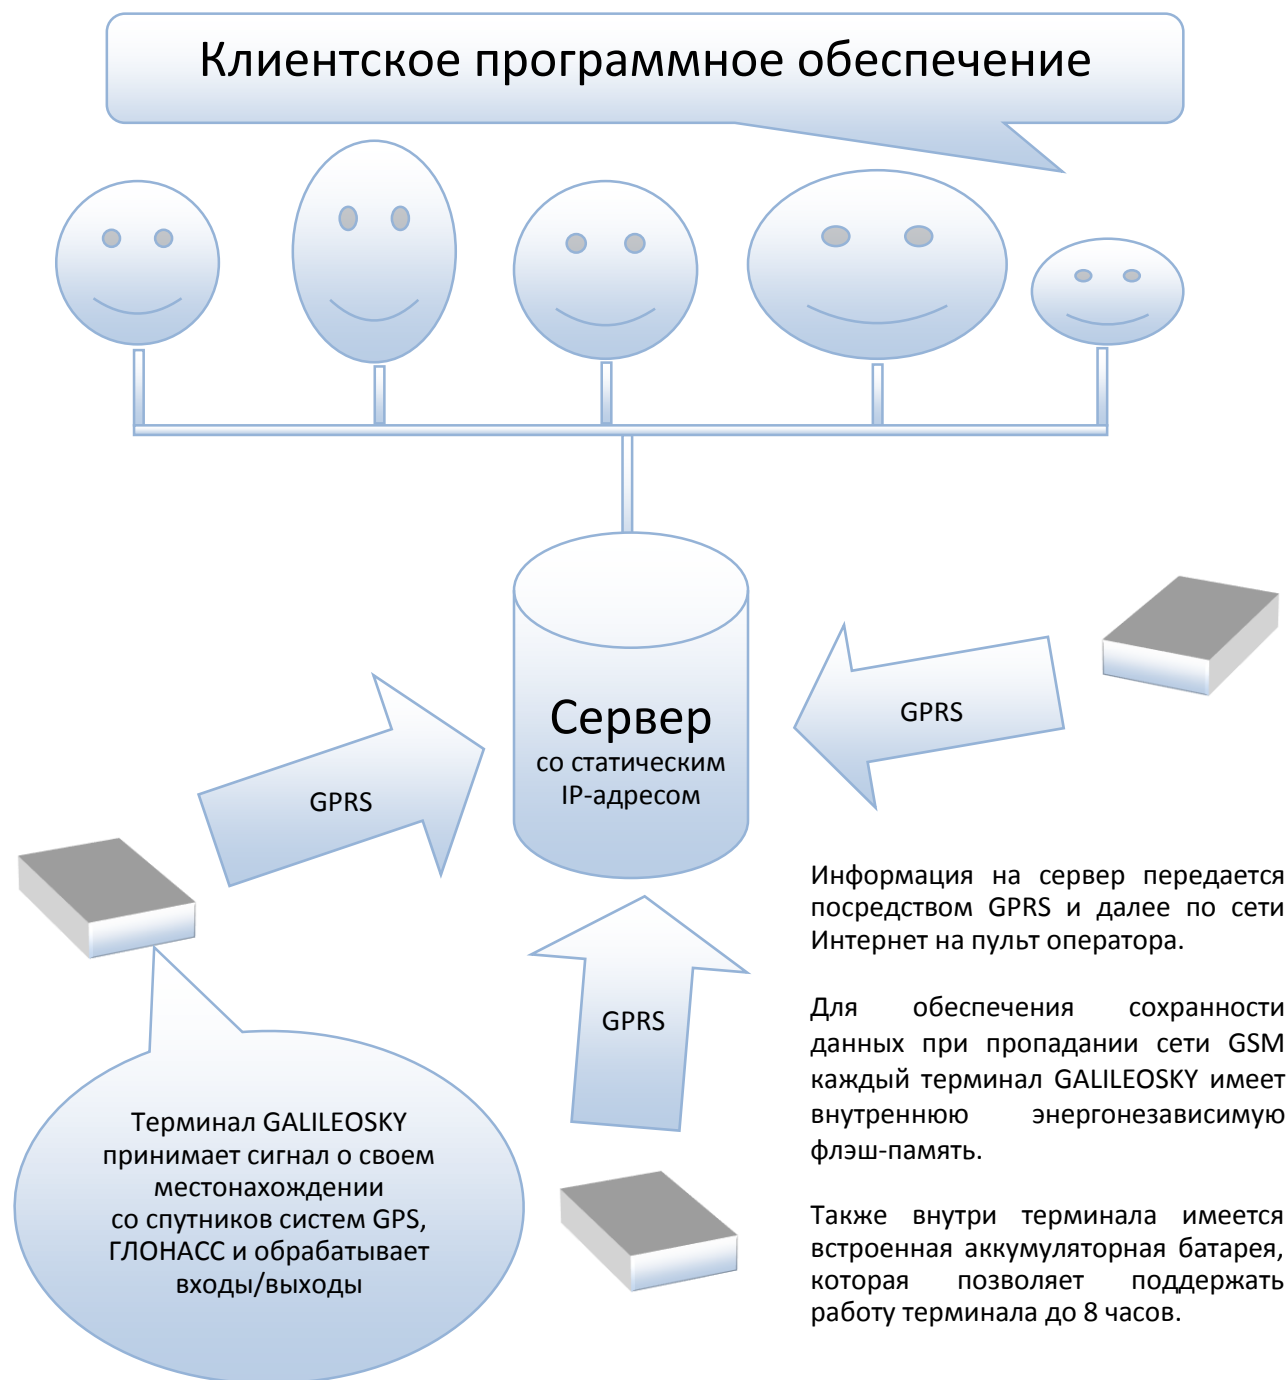 Клиентское программное обеспечение
Сервер
со статическим
IP-адресом
GPRS
GPRS
GPRS
Терминал GALILEOSKY
принимает сигнал о своем
местонахождении
со спутников систем GPS,
ГЛОНАСС и обрабатывает
входы/выходы
Информация на сервер передается
посредством GPRS и далее по сети
Интернет на пульт оператора.
Для обеспечения сохранности
данных при пропадании сети GSM
каждый терминал GALILEOSKY имеет
внутреннюю энергонезависимую
флэш-память.
Также внутри терминала имеется
встроенная аккумуляторная батарея,
которая позволяет поддержать
работу терминала до 8 часов.